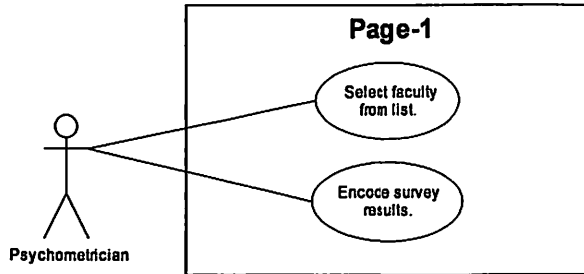 Page-1
Select faculty
from list.
Encoce survey
results.
Psychometrician